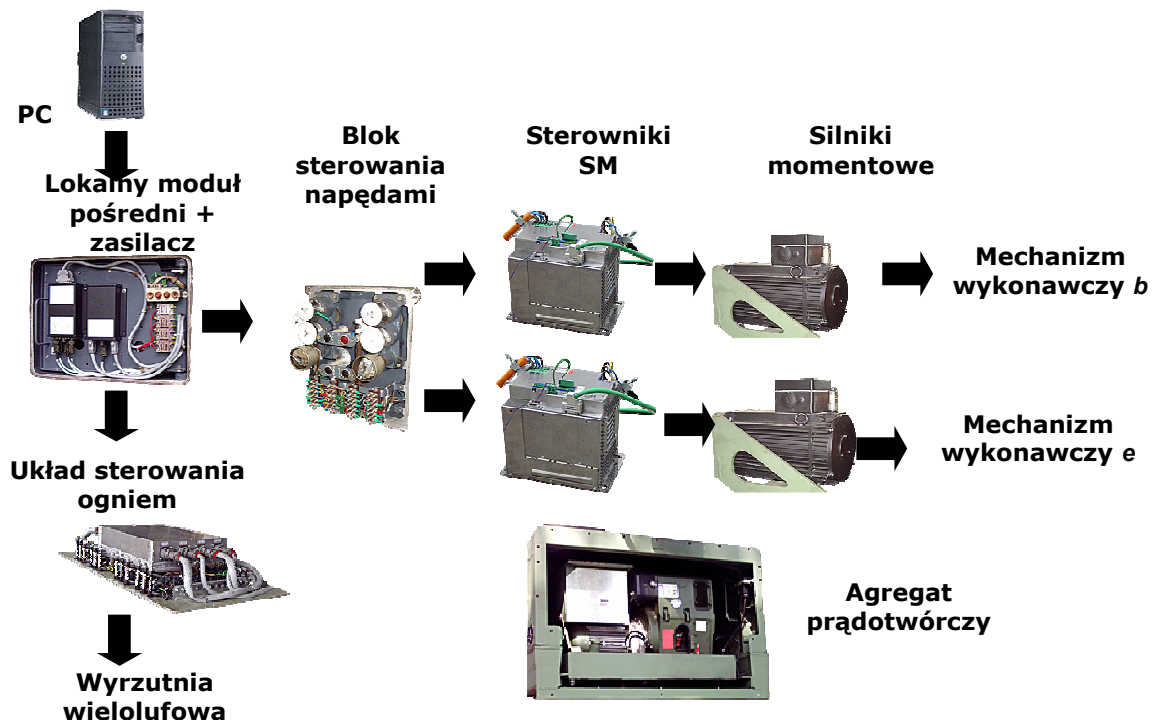 PC
Lokalny moduł
pośredni +
zasilacz
Blok
sterowania
napędami
Sterowniki
SM
Silniki
momentowe
Mechanizm
wykonawczy b
Mechanizm
wykonawczy e
Układ sterowania
ogniem
Agregat
prądotwórczy
Wyrzutnia
wielolufowa